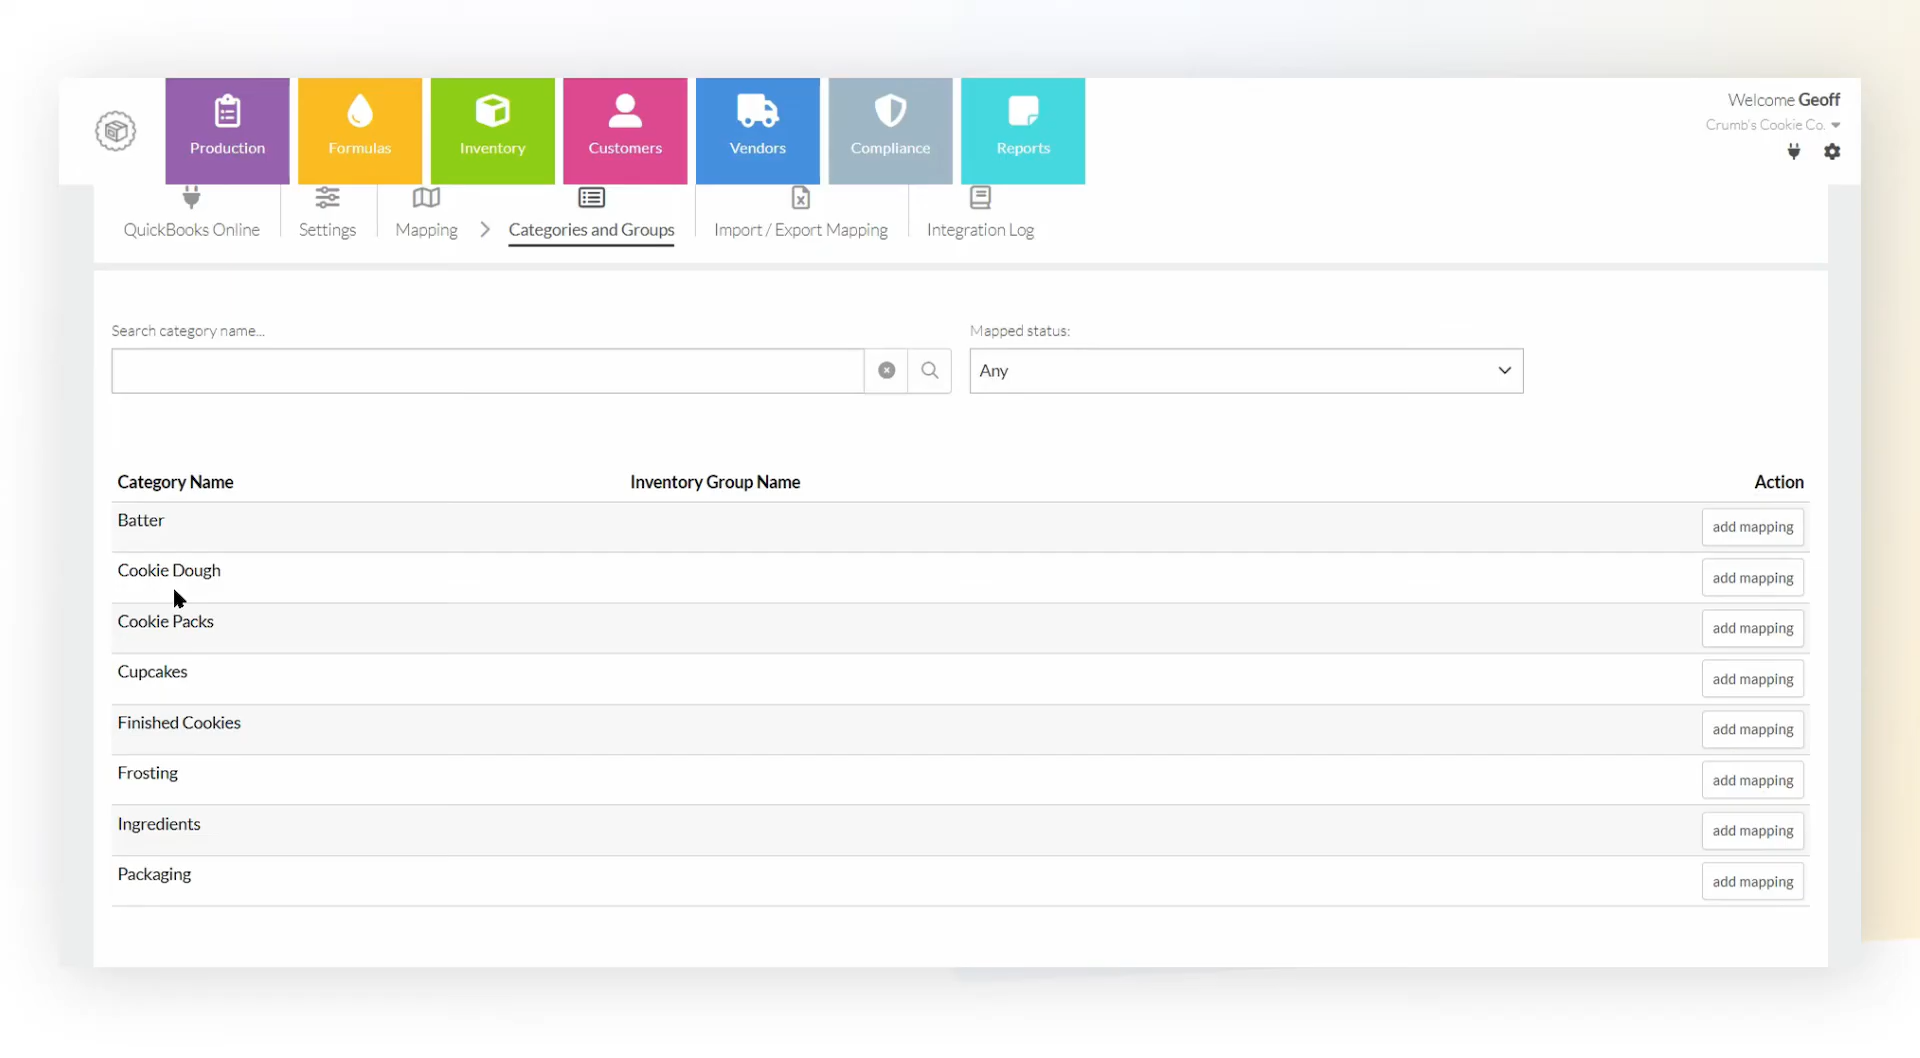 Production
Formulas
Inventory
Customers
Vendors
Compliance
Reports
Welcome Geoff
Crumb's Cookie Co.
QuickBooks Online
Settings
Mapping
Categories and Groups
Import / Export Mapping
Integration Log
Search category name...
Mapped status:
Any
Category Name Inventory Group Name Action
Batter add mapping
Cookie Dough add mapping
Cookie Packs add mapping
Cupcakes add mapping
Finished Cookies add mapping
Frosting add mapping
Ingredients add mapping
Packaging add mapping